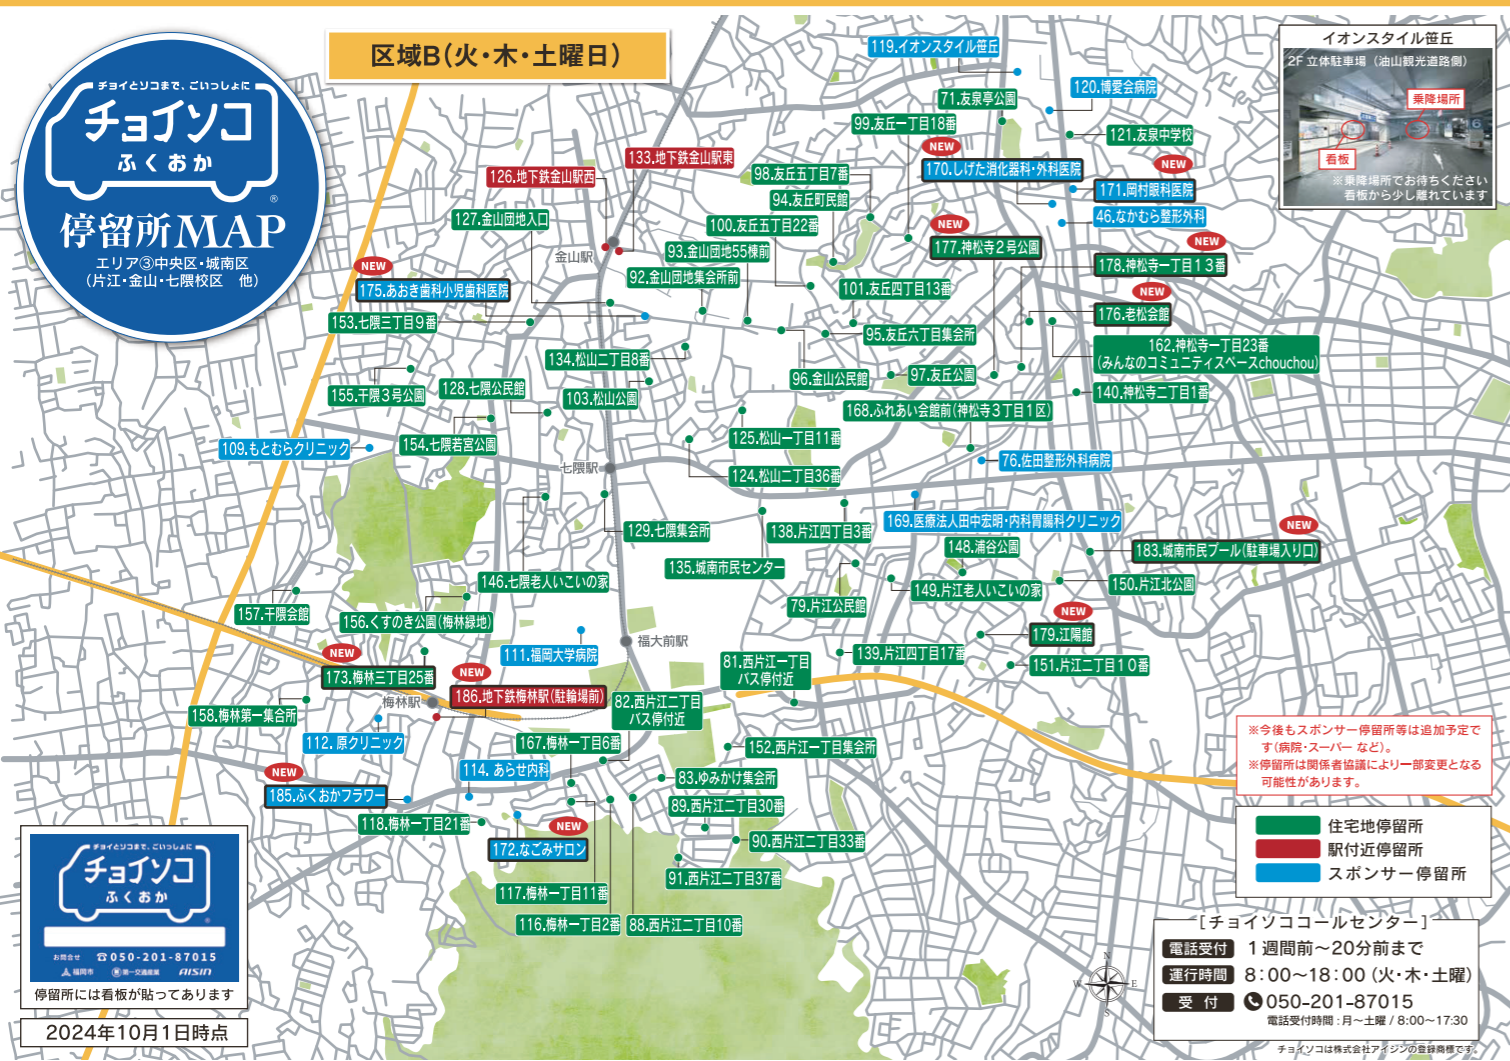 チョイとソコまで、ごいっしょに
チョイソコ
ふくおか
®
停留所MAP
エリア③中央区・城南区
(片江・金山・七隈校区　他)
区域B(火・木・土曜日)
イオンスタイル笹丘
2F 立体駐車場（油山観光道路側）
乗降場所
看板
※乗降場所でお待ちください
看板から少し離れています
119.イオンスタイル笹丘
120.博愛会病院
71.友泉亭公園
99.友丘一丁目18番
121.友泉中学校
NEW
170.しげた消化器科・外科医院
NEW
171.岡村眼科医院
46.なかむら整形外科
133.地下鉄金山駅東
126.地下鉄金山駅西
98.友丘五丁目7番
94.友丘町民館
127.金山団地入口
100.友丘五丁目22番
NEW
177.神松寺２号公園
93.金山団地55棟前
金山駅
92.金山団地集会所前
NEW
178.神松寺一丁目１３番
NEW
175.あおき歯科小児歯科医院
101.友丘四丁目13番
NEW
176.老松会館
153.七隈三丁目９番
95.友丘六丁目集会所
162.神松寺一丁目23番
(みんなのコミュニティスペースchouchou)
134.松山二丁目8番
96.金山公民館
97.友丘公園
155.干隈３号公園
128.七隈公民館
103.松山公園
140.神松寺二丁目1番
168.ふれあい会館前(神松寺３丁目１区)
109.もとむらクリニック
154.七隈若宮公園
125.松山一丁目11番
七隈駅
124.松山二丁目36番
76.佐田整形外科病院
129.七隈集会所
138.片江四丁目3番
169.医療法人田中宏明・内科胃腸科クリニック
NEW
183.城南市民プール(駐車場入り口)
148.浦谷公園
135.城南市民センター
146.七隈老人いこいの家
149.片江老人いこいの家
150.片江北公園
79.片江公民館
157.干隈会館
156.くすのき公園(梅林緑地)
NEW
179.江陽館
福大前駅
111.福岡大学病院
139.片江四丁目17番
151.片江二丁目１０番
81.西片江一丁目
バス停付近
NEW
173.梅林三丁目25番
NEW
186.地下鉄梅林駅(駐輪場前)
梅林駅
82.西片江二丁目
バス停付近
158.梅林第一集合所
112. 原クリニック
167.梅林一丁目6番
152.西片江一丁目集会所
114. あらせ内科
83.ゆみかけ集会所
NEW
185.ふくおかフラワー
89.西片江二丁目30番
118.梅林一丁目21番
NEW
172.なごみサロン
90.西片江二丁目33番
91.西片江二丁目37番
117.梅林一丁目11番
116.梅林一丁目2番
88.西片江二丁目10番
※今後もスポンサー停留所等は追加予定で
す(病院・スーパー など)。
※停留所は関係者協議により一部変更となる
可能性があります。
住宅地停留所
駅付近停留所
スポンサー停留所
[チョイソココールセンター]
電話受付 １週間前〜20分前まで
運行時間 8：00〜18：00 (火・木・土曜)
受　付 050-201-87015
電話受付時間：月〜土曜 / 8:00〜17:30
N
W
E
S
チョイソコは株式会社アイシンの登録商標です。
チョイとソコまで、ごいっしょに
チョイソコ
ふくおか
®
お問合せ ☎050-201-87015
福岡市 第一交通産業 AISIN
停留所には看板が貼ってあります
2024年10月1日時点